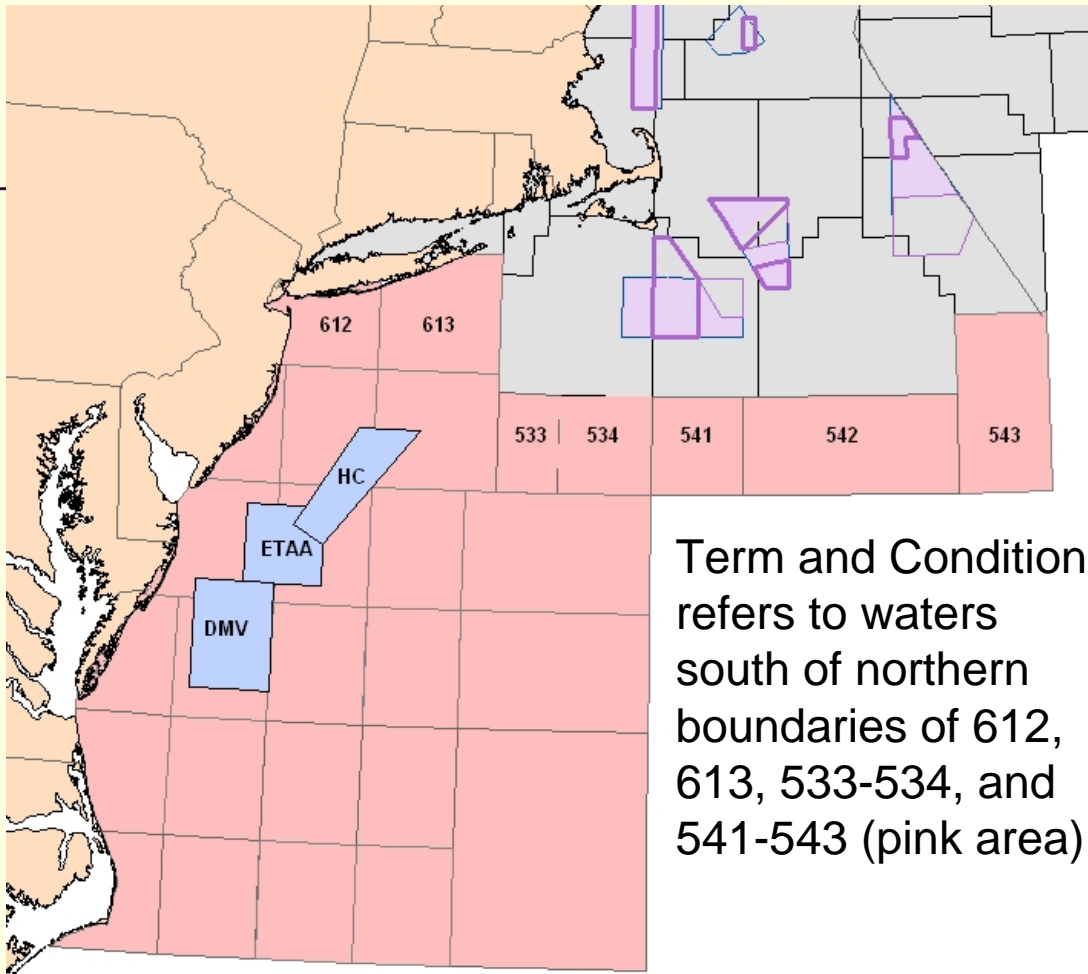 612
613
533
534
541
542
543
HC
ETAA
DMV
Term and Condition
refers to waters
south of northern
boundaries of 612,
613, 533-534, and
541-543 (pink area)